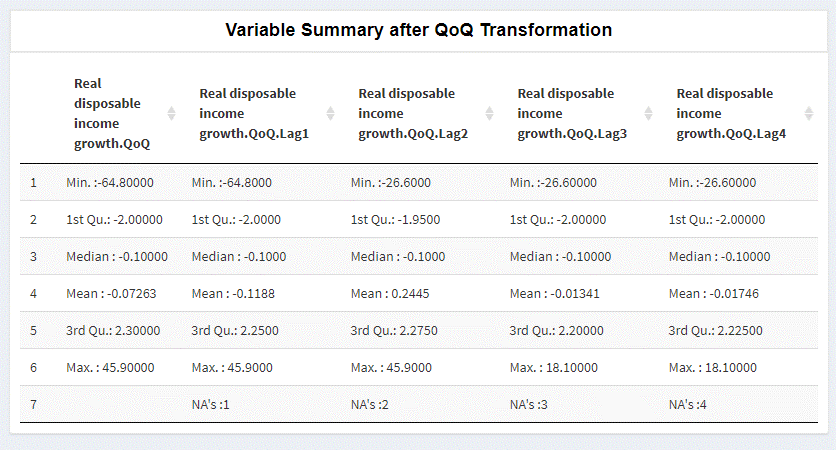 Variable Summary after QoQ Transformation
Real disposable income growth.QoQ Real disposable income growth.QoQ.Lag1 Real disposable income growth.QoQ.Lag2 Real disposable income growth.QoQ.Lag3 Real disposable income growth.QoQ.Lag4
1 Min. :-64.80000 Min. :-64.8000 Min. :-26.6000 Min. :-26.60000 Min. :-26.60000
2 1st Qu.: -2.00000 1st Qu.: -2.0000 1st Qu.: -1.9500 1st Qu.: -2.00000 1st Qu.: -2.00000
3 Median : -0.10000 Median : -0.1000 Median : -0.1000 Median : -0.10000 Median : -0.10000
4 Mean : -0.07263 Mean : -0.1188 Mean : 0.2445 Mean : -0.01341 Mean : -0.01746
5 3rd Qu.: 2.30000 3rd Qu.: 2.2500 3rd Qu.: 2.2750 3rd Qu.: 2.20000 3rd Qu.: 2.22500
6 Max. : 45.90000 Max. : 45.9000 Max. : 45.9000 Max. : 18.10000 Max. : 18.10000
7 NA's :1 NA's :2 NA's :3 NA's :4